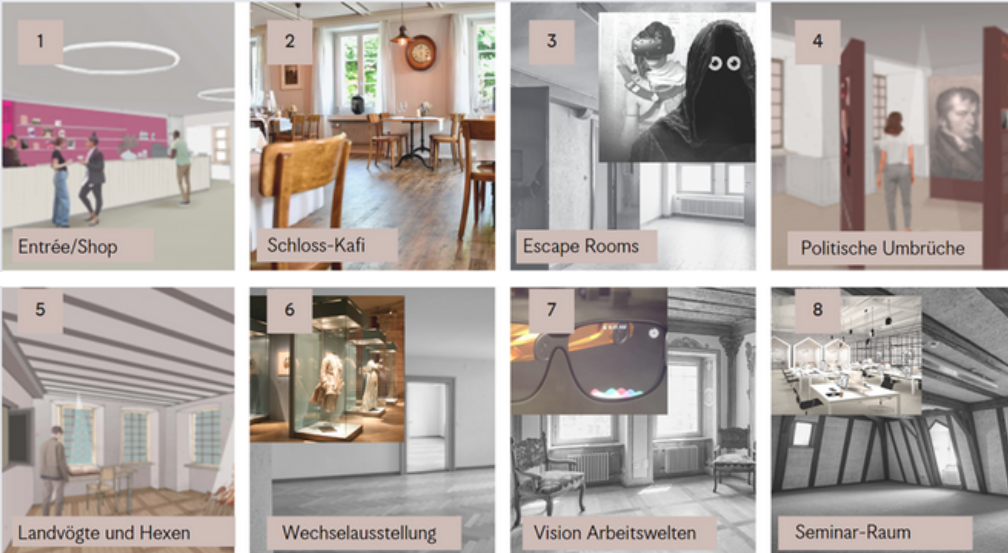 1
Entrée/Shop
2
Schloss-Kafi
3
Escape Rooms
4
Politische Umbrüche
5
Landvögte und Hexen
6
Wechselausstellung
7
Vision Arbeitswelten
8
Seminar-Raum